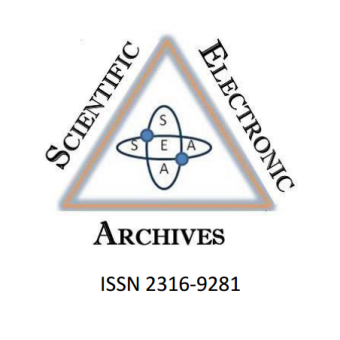 SCIENTIFIC
ELECTRONIC
S
S E A
A
ARCHIVES
ISSN 2316-9281